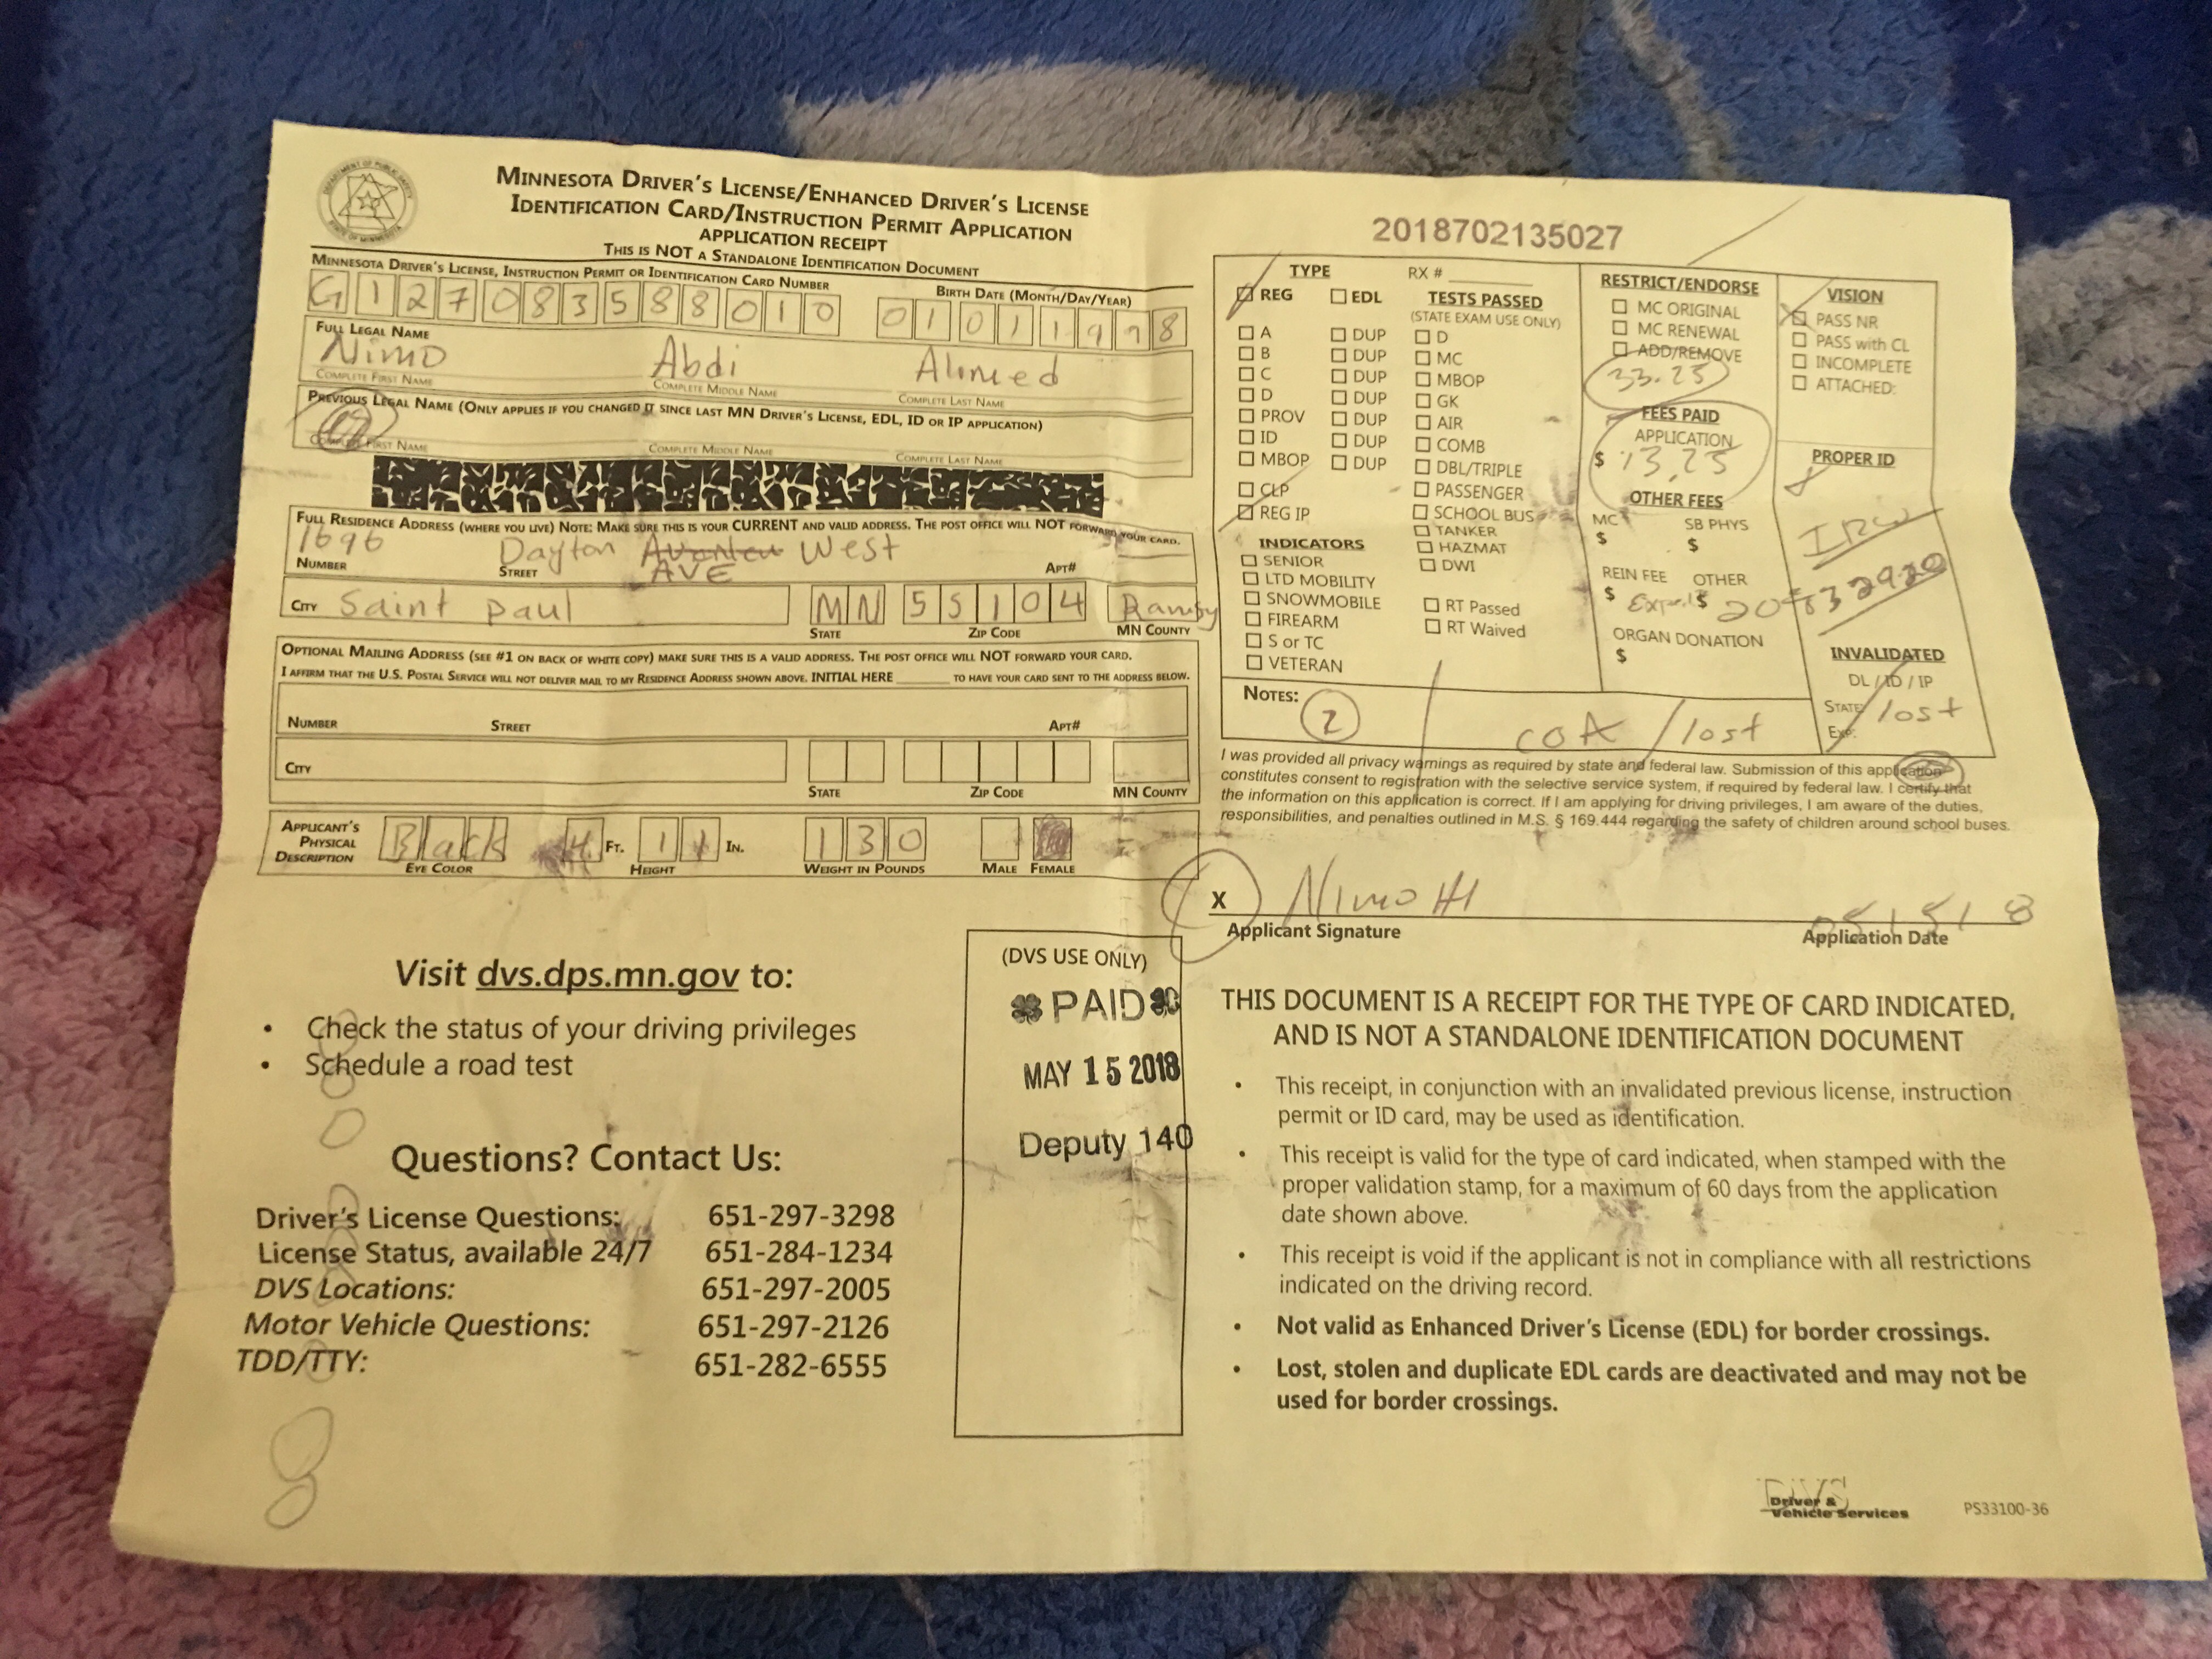 MINNESOTA DRIVER'S LICENSE/ENHANCED DRIVER'S LICENSE
IDENTIFICATION CARD/INSTRUCTION PERMIT APPLICATION
APPLICATION RECEIPT
THIS IS NOT A STANDALONE IDENTIFICATION DOCUMENT
MINNESOTA DRIVER'S LICENSE, INSTRUCTION PERMIT OR IDENTIFICATION CARD NUMBER BIRTH DATE (MONTH/DAY/YEAR)
G127083588010 01011998
FULL LEGAL NAME
Nimo Abdi Ahmed
COMPLETE FIRST NAME COMPLETE MIDDLE NAME COMPLETE LAST NAME
PREVIOUS LEGAL NAME (ONLY APPLIES IF YOU CHANGED IT SINCE LAST MN DRIVER'S LICENSE, EDL, ID OR IP APPLICATION)
COMPLETE FIRST NAME COMPLETE MIDDLE NAME COMPLETE LAST NAME
FULL RESIDENCE ADDRESS (WHERE YOU LIVE) NOTE: MAKE SURE THIS IS YOUR CURRENT AND VALID ADDRESS. THE POST OFFICE WILL NOT FORWARD YOUR CARD.
1696 Dayton West
AVE
NUMBER STREET APT#
CITY Saint paul MN 55104 Ramsy
STATE ZIP CODE MN COUNTY
OPTIONAL MAILING ADDRESS (SEE #1 ON BACK OF WHITE COPY) MAKE SURE THIS IS A VALID ADDRESS. THE POST OFFICE WILL NOT FORWARD YOUR CARD.
I AFFIRM THAT THE U.S. POSTAL SERVICE WILL NOT DELIVER MAIL TO MY RESIDENCE ADDRESS SHOWN ABOVE. INITIAL HERE ______ TO HAVE YOUR CARD SENT TO THE ADDRESS BELOW.
NUMBER STREET APT#
CITY
STATE ZIP CODE MN COUNTY
APPLICANT'S PHYSICAL DESCRIPTION
Black 4 FT. 11 IN. 130
EYE COLOR HEIGHT WEIGHT IN POUNDS MALE FEMALE
Visit dvs.dps.mn.gov to:
• Check the status of your driving privileges
• Schedule a road test
Questions? Contact Us:
Driver's License Questions: 651-297-3298
License Status, available 24/7 651-284-1234
DVS Locations: 651-297-2005
Motor Vehicle Questions: 651-297-2126
TDD/TTY: 651-282-6555
(DVS USE ONLY)
PAID
MAY 15 2018
Deputy 140
2018702135027
TYPE RX #
REG EDL
A DUP
B DUP
C DUP
D DUP
PROV DUP
ID DUP
MBOP DUP
CLP
REG IP
INDICATORS
SENIOR
LTD MOBILITY
SNOWMOBILE
FIREARM
S or TC
VETERAN
TESTS PASSED
(STATE EXAM USE ONLY)
D
MC
MBOP
GK
AIR
COMB
DBL/TRIPLE
PASSENGER
SCHOOL BUS
TANKER
HAZMAT
DWI
RT Passed
RT Waived
RESTRICT/ENDORSE
MC ORIGINAL
MC RENEWAL
ADD/REMOVE
33.25
FEES PAID
APPLICATION
$ 13.25
OTHER FEES
MC SB PHYS
$ $
REIN FEE OTHER
$ $
ORGAN DONATION
$
VISION
PASS NR
PASS with CL
INCOMPLETE
ATTACHED:
PROPER ID
INVALIDATED
DL / ID / IP
STATE: lost
EXP:
NOTES: 2 COA / lost
I was provided all privacy warnings as required by state and federal law. Submission of this application
constitutes consent to registration with the selective service system, if required by federal law. I certify that
the information on this application is correct. If I am applying for driving privileges, I am aware of the duties,
responsibilities, and penalties outlined in M.S. § 169.444 regarding the safety of children around school buses.
X Nimo
Applicant Signature Application Date
THIS DOCUMENT IS A RECEIPT FOR THE TYPE OF CARD INDICATED,
AND IS NOT A STANDALONE IDENTIFICATION DOCUMENT
• This receipt, in conjunction with an invalidated previous license, instruction
permit or ID card, may be used as identification.
• This receipt is valid for the type of card indicated, when stamped with the
proper validation stamp, for a maximum of 60 days from the application
date shown above.
• This receipt is void if the applicant is not in compliance with all restrictions
indicated on the driving record.
• Not valid as Enhanced Driver's License (EDL) for border crossings.
• Lost, stolen and duplicate EDL cards are deactivated and may not be
used for border crossings.
DVS
Driver &
Vehicle Services
PS33100-36